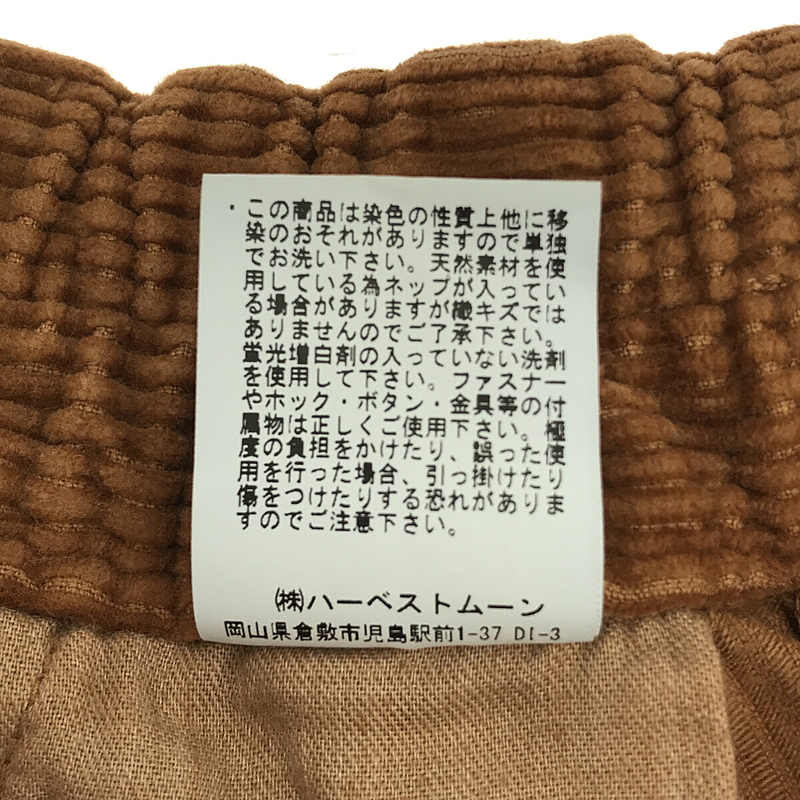 ・この商品は染色の性質上他に移
染のおそれがありますので単独
でお洗い下さい。天然素材を使
用している為ネップが入ってい
る場合がありますが織キズでは
ありませんのでご了承下さい。
蛍光増白剤の入っていない洗剤
を使用して下さい。ファスナー
やホック・ボタン・金具等の付
属物は正しくご使用下さい。極
度の負担をかけたり、誤った使
用を行った場合、引っ掛けたり
傷をつけたりする恐れがありま
すのでご注意下さい。
㈱ハーベストムーン
岡山県倉敷市児島駅前1-37 DI-3